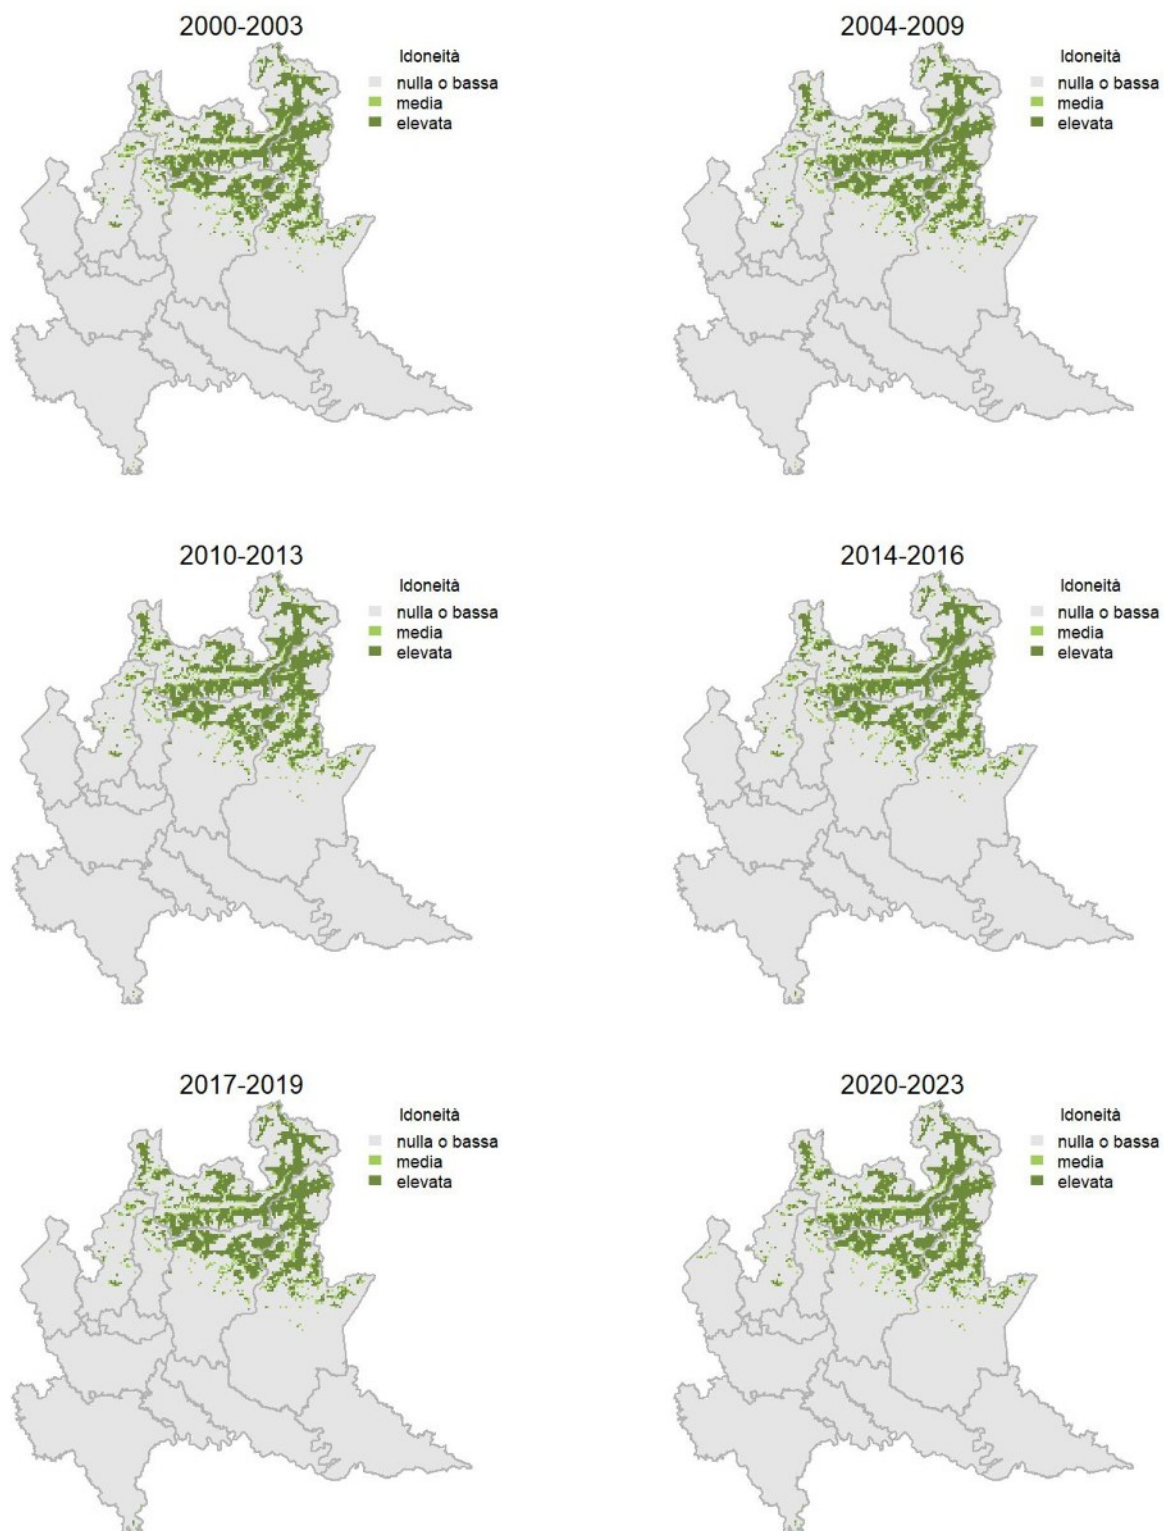 2000-2003
Idoneità
nulla o bassa
media
elevata
2004-2009
Idoneità
nulla o bassa
media
elevata
2010-2013
Idoneità
nulla o bassa
media
elevata
2014-2016
Idoneità
nulla o bassa
media
elevata
2017-2019
Idoneità
nulla o bassa
media
elevata
2020-2023
Idoneità
nulla o bassa
media
elevata